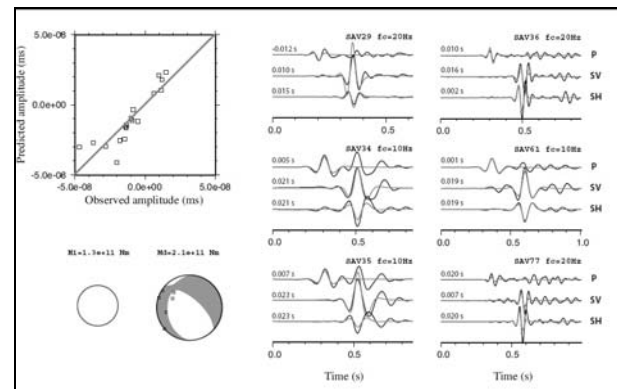 5.0e-08
0.0e+00
-5.0e-08
Predicted amplitude (ms)
-5.0e-08 0.0e+00 5.0e-08
Observed amplitude (ms)
Md=2.1e+11 Nm
SAV29 fc=20Hz
-0.012 s
0.010 s
0.015 s
0.0 0.5
SAV34 fc=10Hz
0.005 s
0.021 s
0.021 s
0.0 0.5
SAV35 fc=10Hz
0.007 s
0.023 s
0.023 s
0.0 0.5
Time (s)
SAV36 fc=20Hz
0.010 s P
0.016 s SV
0.002 s SH
0.0 0.5
SAV61 fc=10Hz
0.001 s P
0.019 s SV
0.019 s SH
0.0 0.5 1.0
SAV77 fc=20Hz
0.020 s P
0.007 s SV
0.020 s SH
0.0 0.5
Time (s)